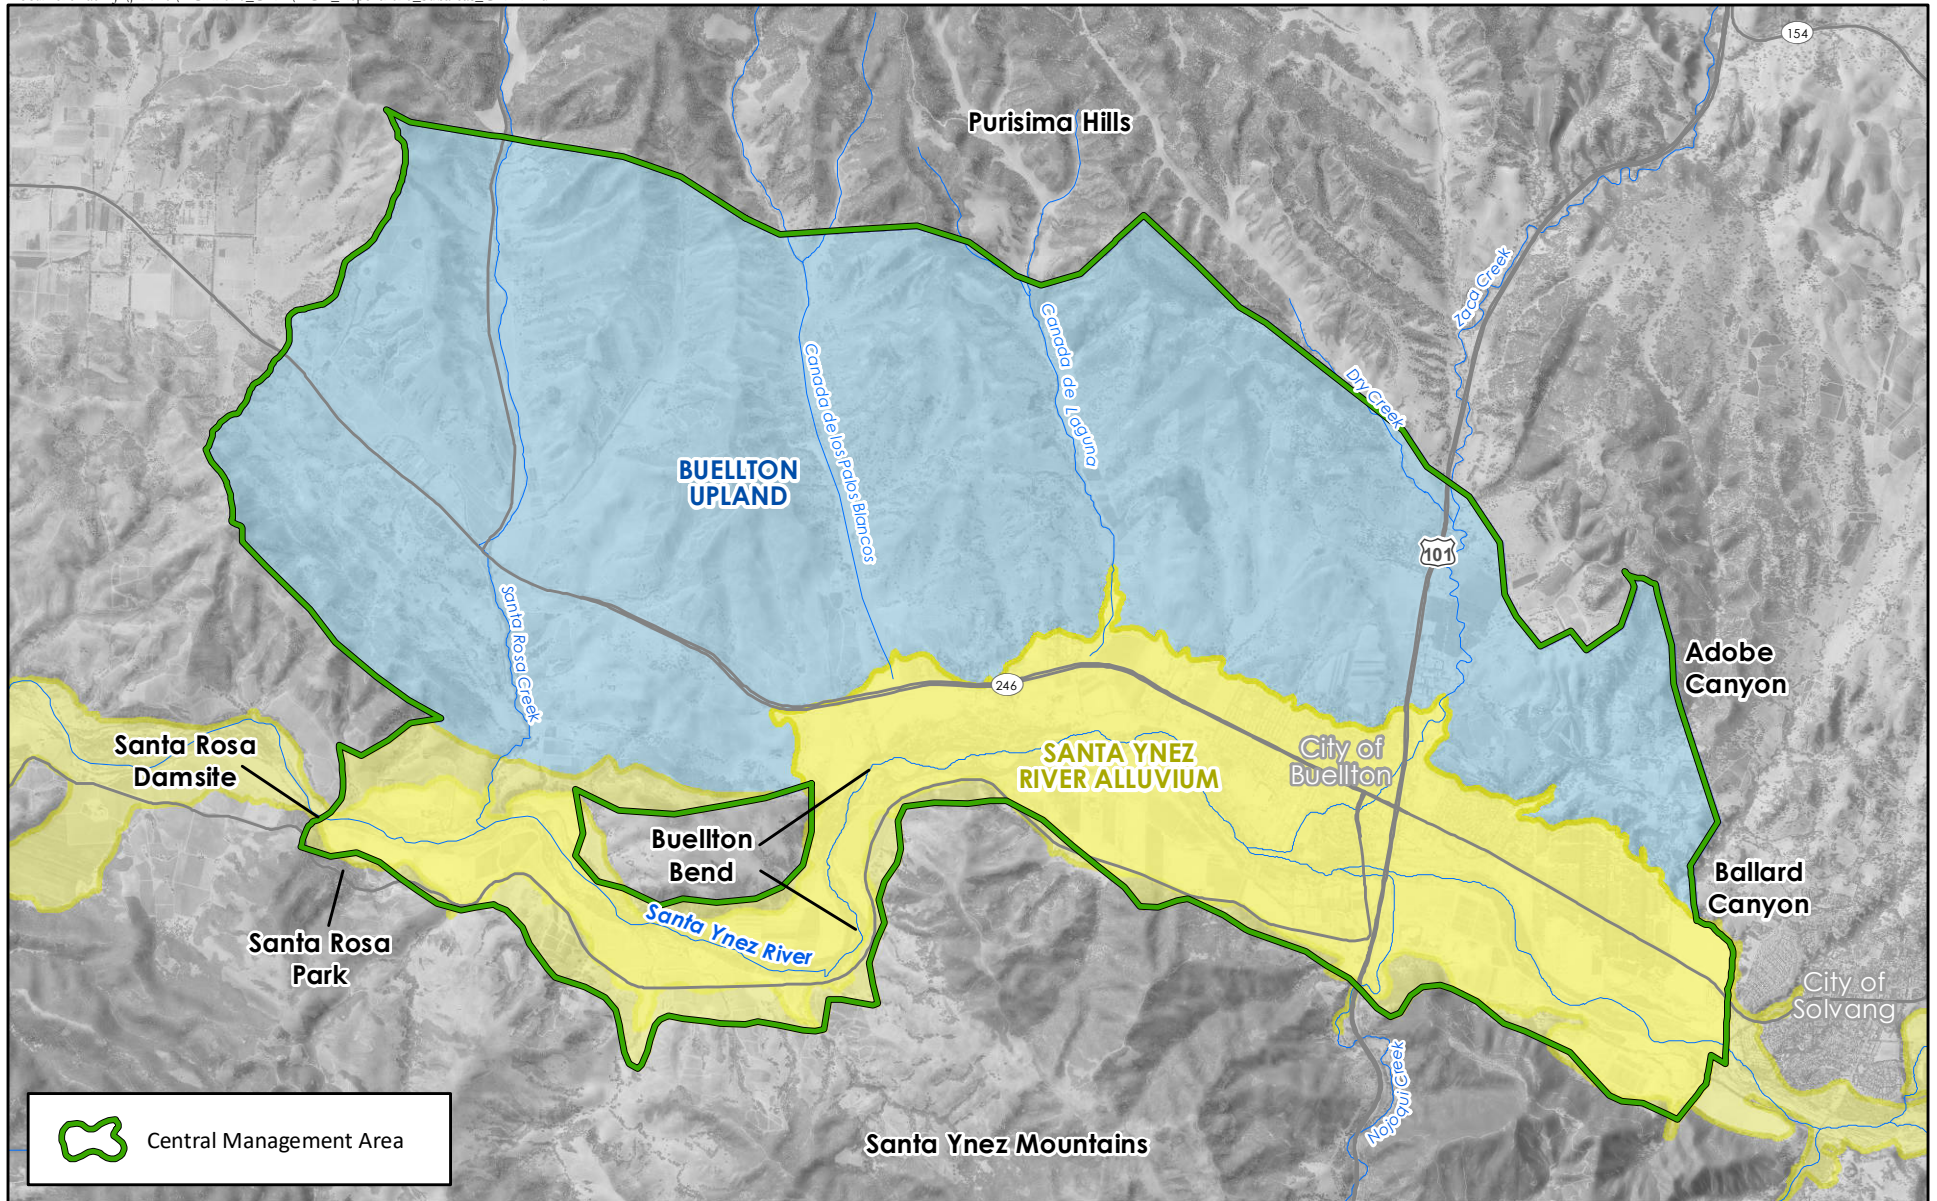 154
Purisima Hills
Zaca Creek
Canada de Laguna
Canada de los Palos Blancos
Dry Creek
BUELLTON
UPLAND
101
Santa Rosa Creek
Adobe
Canyon
246
Santa Rosa
Damsite
SANTA YNEZ
RIVER ALLUVIUM
City of
Buellton
Buellton
Bend
Ballard
Canyon
Santa Ynez River
Santa Rosa
Park
City of
Solvang
Nojoqui Creek
Central Management Area
Santa Ynez Mountains